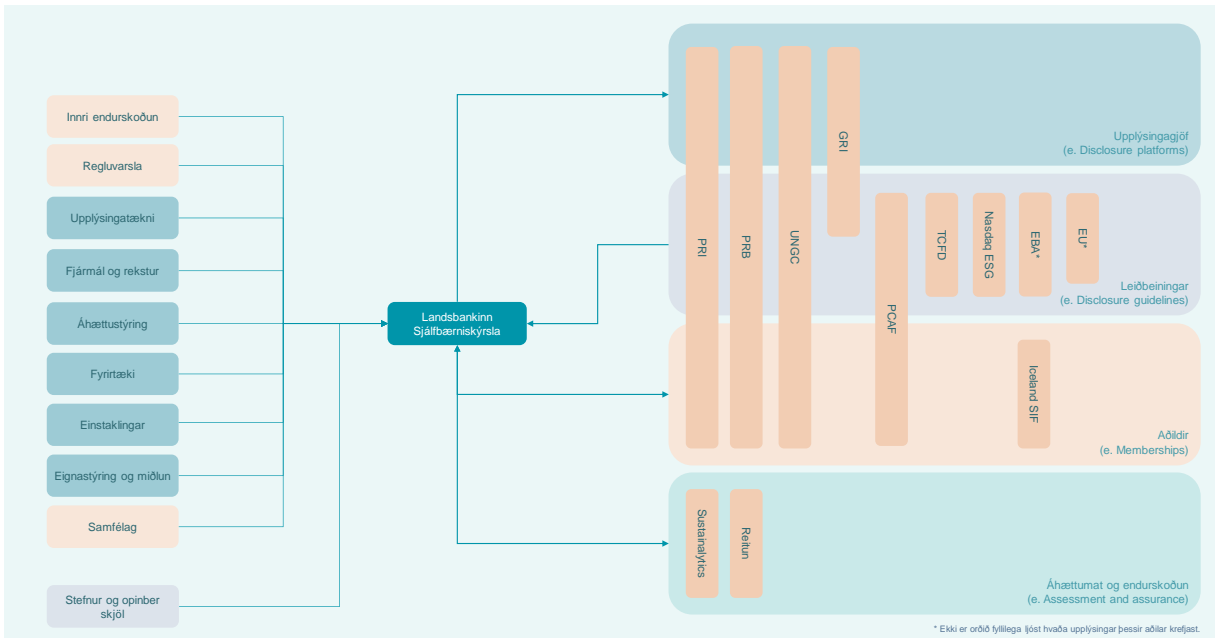 Innri endurskoðun
Regluvarsla
Upplýsingatækni
Fjármál og rekstur
Áhættustýring
Fyrirtæki
Einstaklingar
Eignastýring og miðlun
Samfélag
Stefnur og opinber
skjöl
Landsbankinn
Sjálfbærniskýrsla
PRI
PRB
UNGC
GRI
Upplýsingagjöf
(e. Disclosure platforms)
PCAF
TCFD
Nasdaq ESG
EBA*
EU*
Leiðbeiningar
(e. Disclosure guidelines)
Iceland SIF
Aðildir
(e. Memberships)
Sustainalytics
Reitun
Áhættumat og endurskoðun
(e. Assessment and assurance)
* Ekki er orðið fyllilega ljóst hvaða upplýsingar þessir aðilar krefjast.